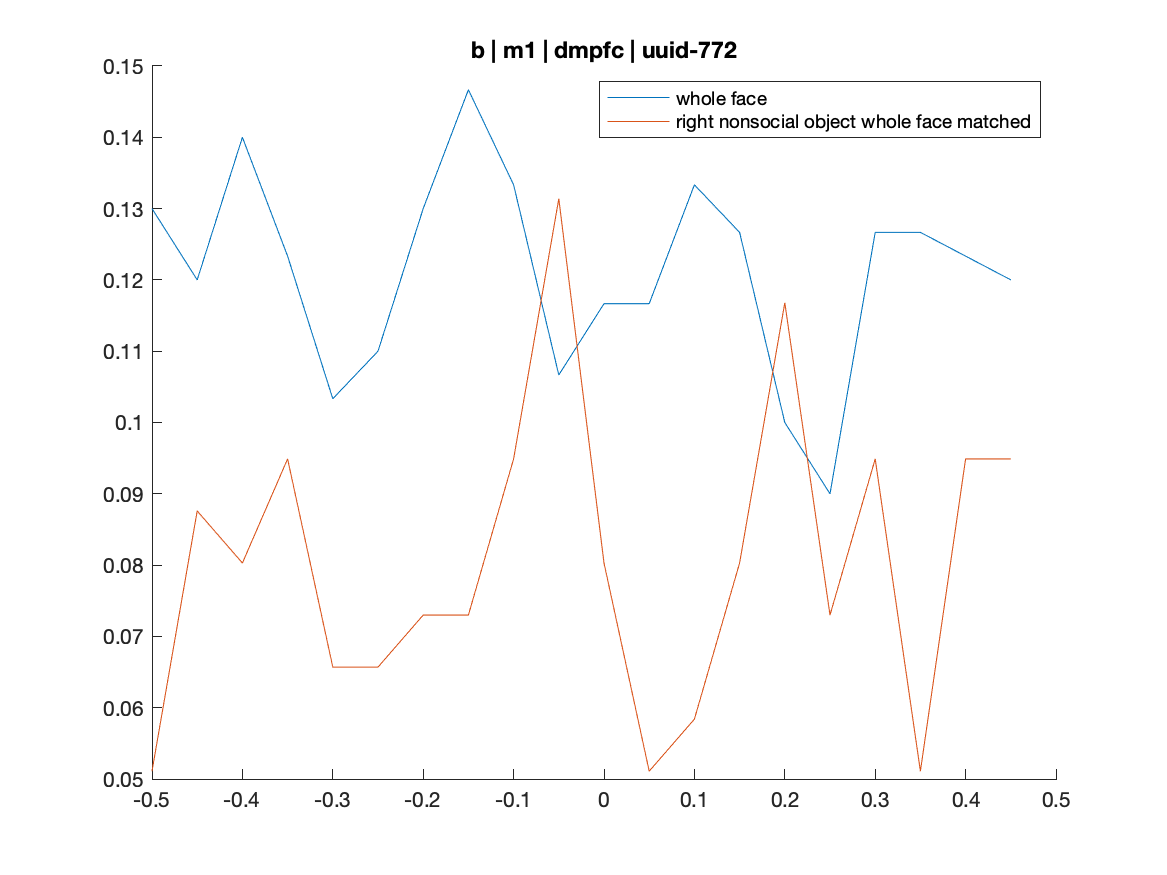 b | m1 | dmpfc | uuid-772
0.15
whole face
right nonsocial object whole face matched
0.14
0.13
0.12
0.11
0.1
0.09
0.08
0.07
0.06
0.05
-0.5 -0.4 -0.3 -0.2 -0.1 0 0.1 0.2 0.3 0.4 0.5